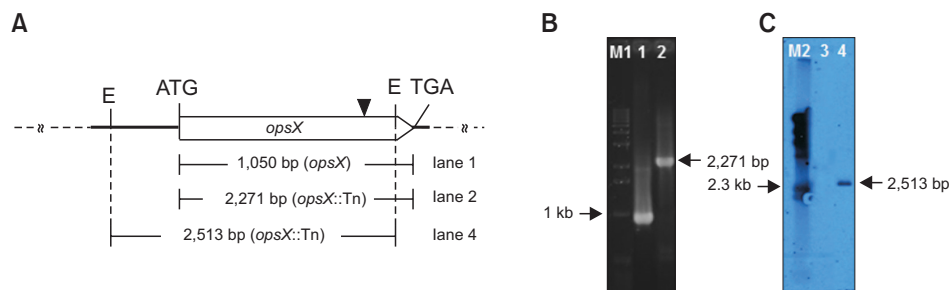 A
B
C
E
ATG
E TGA
opsX
1,050 bp (opsX)
lane 1
2,271 bp (opsX::Tn)
lane 2
2,513 bp (opsX::Tn)
lane 4
M1 1 2
2,271 bp
1 kb
M2 3 4
2.3 kb
2,513 bp